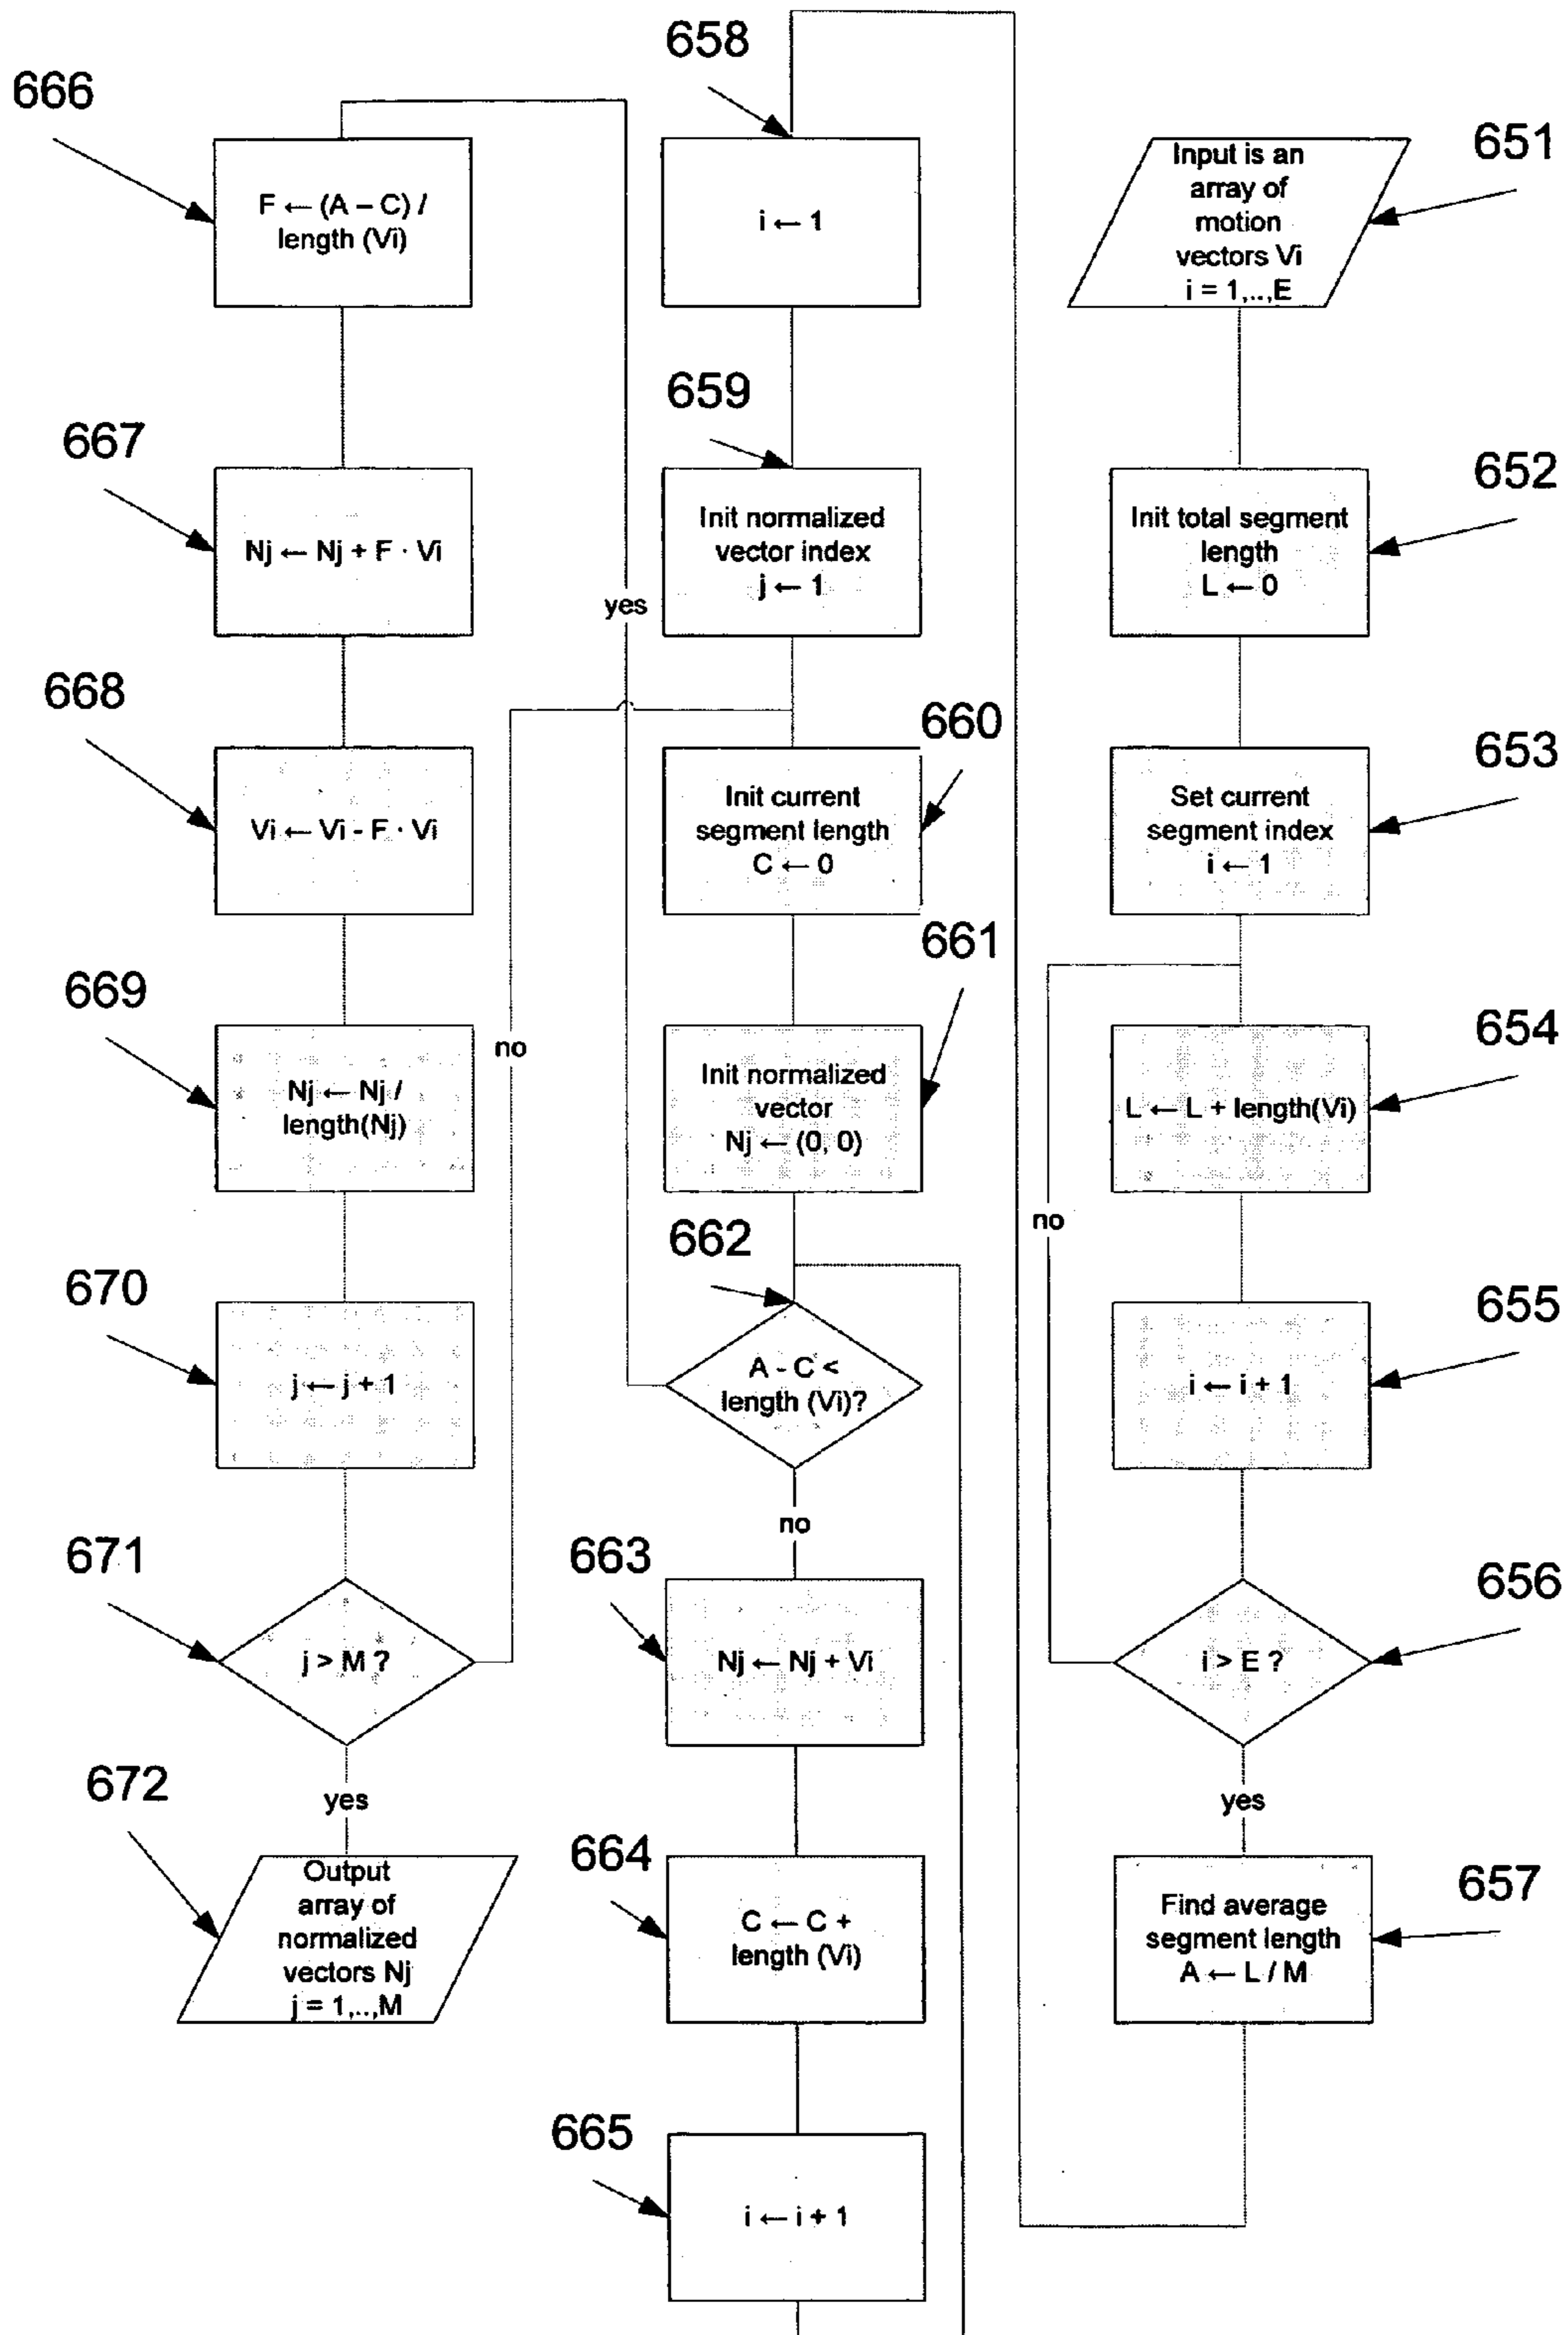 658
666
651
Input is an
array of
motion
vectors Vi
i = 1,..,E
F ← (A – C) /
length (Vi)
i ← 1
659
667
652
Init normalized
vector index
j ← 1
Init total segment
length
L ← 0
Nj ← Nj + F · Vi
yes
668
660
653
Init current
segment length
C ← 0
Set current
segment index
i ← 1
Vi ← Vi - F · Vi
661
669
654
no
Init normalized
vector
Nj ← (0, 0)
Nj ← Nj /
length(Nj)
L ← L + length(Vi)
662
no
670
655
A - C <
length (Vi)?
j ← j + 1
i ← i + 1
no
671
663
656
j > M ?
Nj ← Nj + Vi
i > E ?
672
yes
yes
664
657
Output
array of
normalized
vectors Nj
j = 1,..,M
C ← C +
length (Vi)
Find average
segment length
A ← L / M
665
i ← i + 1